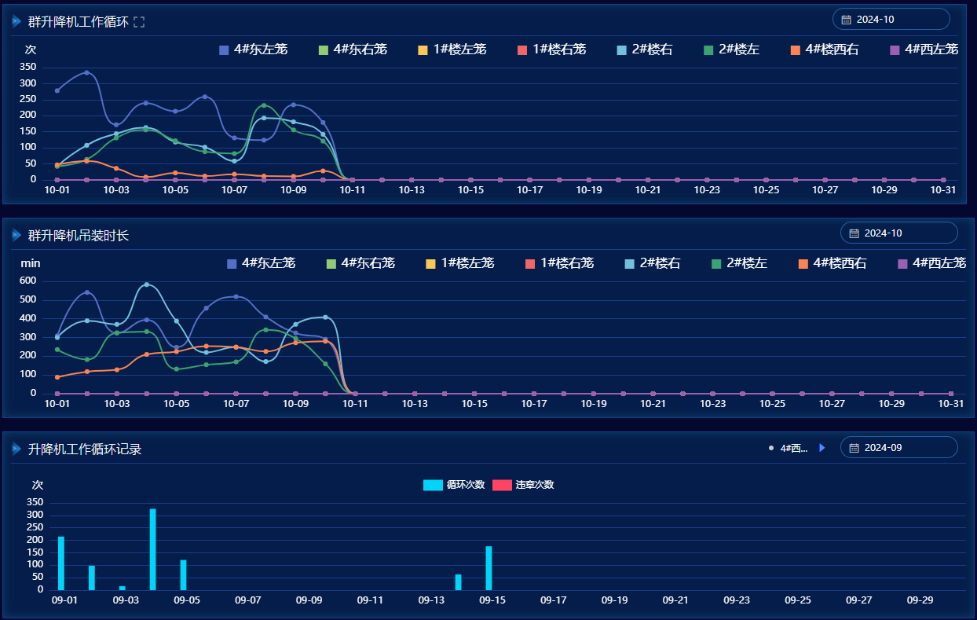 群升降机工作循环 2024-10
次 4#东左笼 4#东右笼 1#楼左笼 1#楼右笼 2#楼右 2#楼左 4#楼西右 4#西左笼
350
300
250
200
150
100
50
0
10-01 10-03 10-05 10-07 10-09 10-11 10-13 10-15 10-17 10-19 10-21 10-23 10-25 10-27 10-29 10-31
群升降机吊装时长 2024-10
min 4#东左笼 4#东右笼 1#楼左笼 1#楼右笼 2#楼右 2#楼左 4#楼西右 4#西左笼
600
500
400
300
200
100
0
10-01 10-03 10-05 10-07 10-09 10-11 10-13 10-15 10-17 10-19 10-21 10-23 10-25 10-27 10-29 10-31
升降机工作循环记录 4#西... 2024-09
次 循环次数 违章次数
350
300
250
200
150
100
50
0
09-01 09-03 09-05 09-07 09-09 09-11 09-13 09-15 09-17 09-19 09-21 09-23 09-25 09-27 09-29